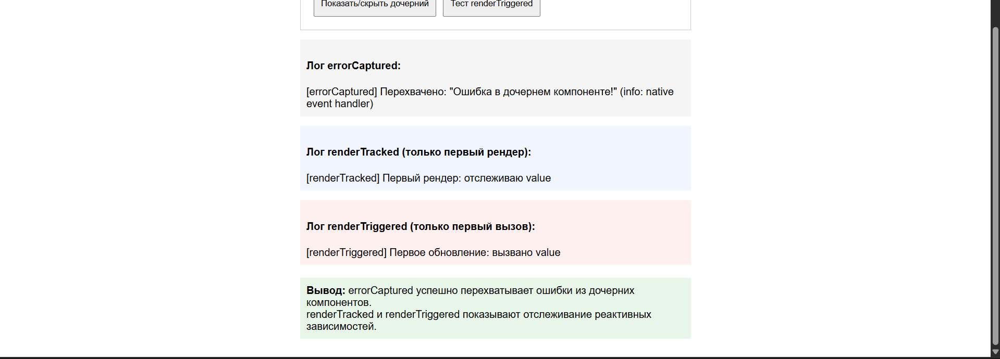 Показать/скрыть дочерний Тест renderTriggered
Лог errorCaptured:
[errorCaptured] Перехвачено: "Ошибка в дочернем компоненте!" (info: native
event handler)
Лог renderTracked (только первый рендер):
[renderTracked] Первый рендер: отслеживаю value
Лог renderTriggered (только первый вызов):
[renderTriggered] Первое обновление: вызвано value
Вывод: errorCaptured успешно перехватывает ошибки из дочерних
компонентов.
renderTracked и renderTriggered показывают отслеживание реактивных
зависимостей.